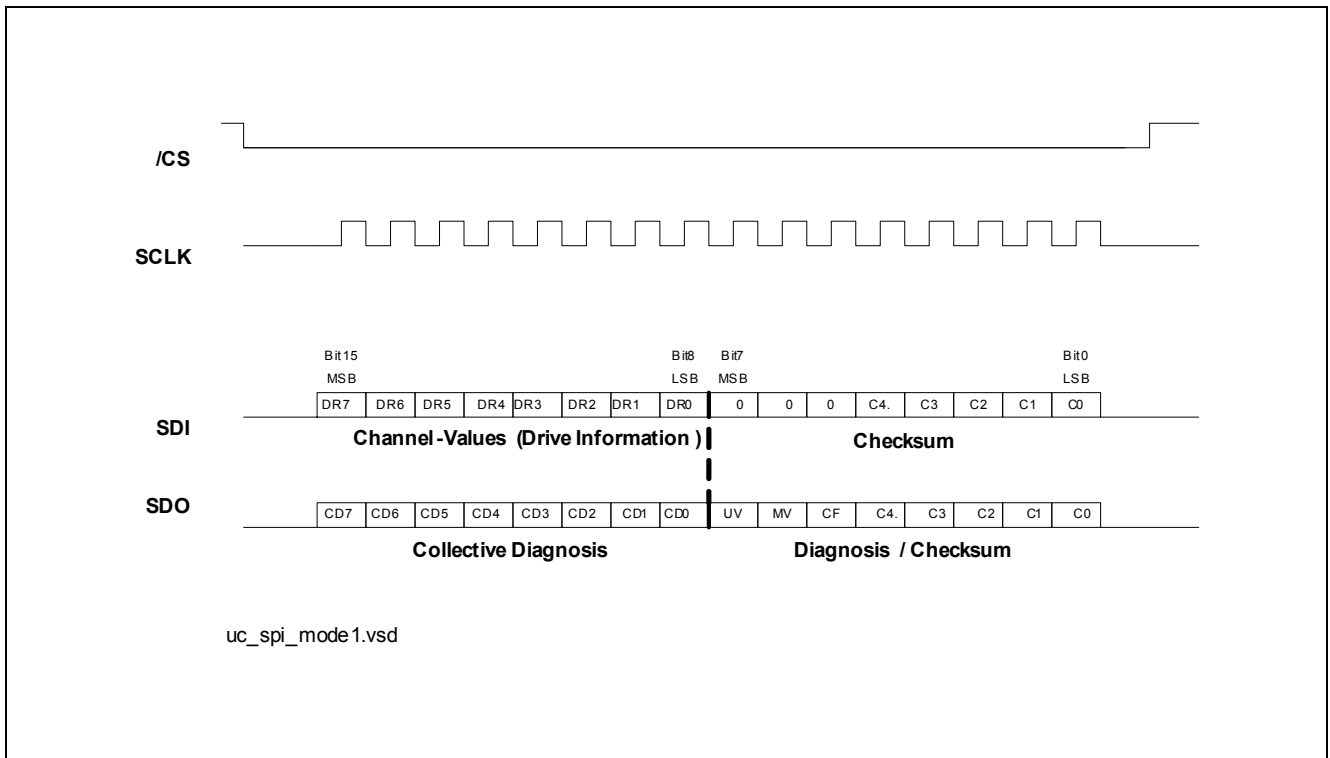 /CS
SCLK
Bit15 Bit8 Bit7 Bit0
MSB LSB MSB LSB
SDI DR7 DR6 DR5 DR4 DR3 DR2 DR1 DR0 0 0 0 C4. C3 C2 C1 C0
Channel-Values (Drive Information) Checksum
SDO CD7 CD6 CD5 CD4 CD3 CD2 CD1 CD0 UV MV CF C4. C3 C2 C1 C0
Collective Diagnosis Diagnosis / Checksum
uc_spi_mode1.vsd